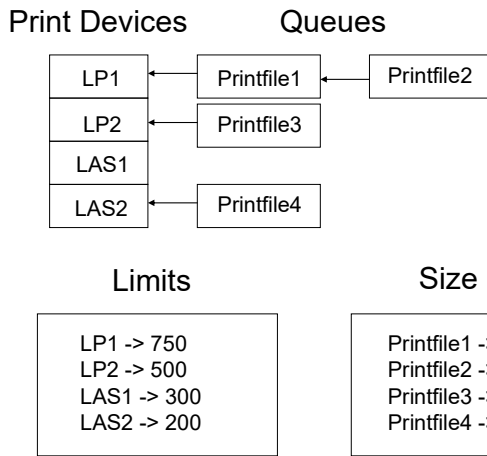 Print Devices Queues
LP1 Printfile1 Printfile2
LP2 Printfile3
LAS1
LAS2 Printfile4
Limits Size
LP1 -> 750
LP2 -> 500
LAS1 -> 300
LAS2 -> 200
Printfile1 -
Printfile2 -
Printfile3 -
Printfile4 -